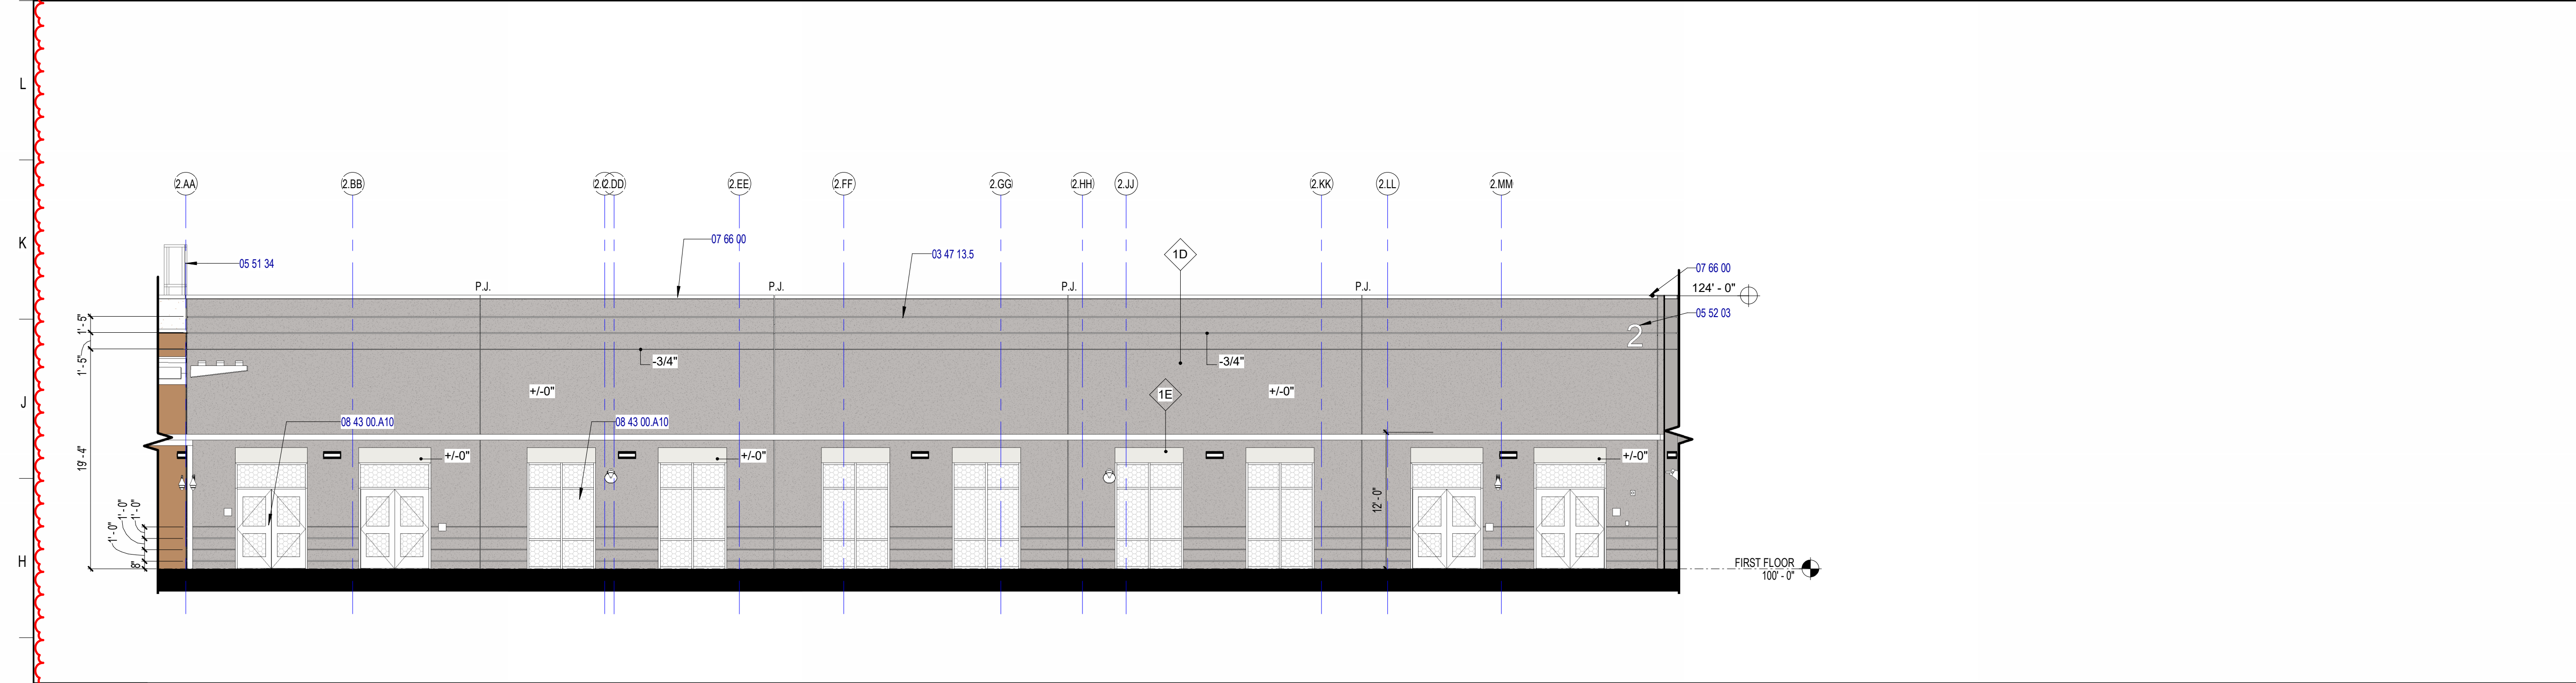 L
K
J
H
2.AA
2.BB
2.DD
2.EE
2.FF
2.GG
2.HH
2.JJ
2.KK
2.LL
2.MM
05 51 34
07 66 00
03 47 13.5
1D
07 66 00
124' - 0"
05 52 03
P.J.
P.J.
P.J.
P.J.
2
1' - 5"
1' - 5"
19' - 4"
-3/4"
-3/4"
+/-0"
+/-0"
1E
08 43 00.A10
08 43 00.A10
+/-0"
+/-0"
+/-0"
12' - 0"
1' - 0"
1' - 0"
1' - 0"
8"
FIRST FLOOR
100' - 0"